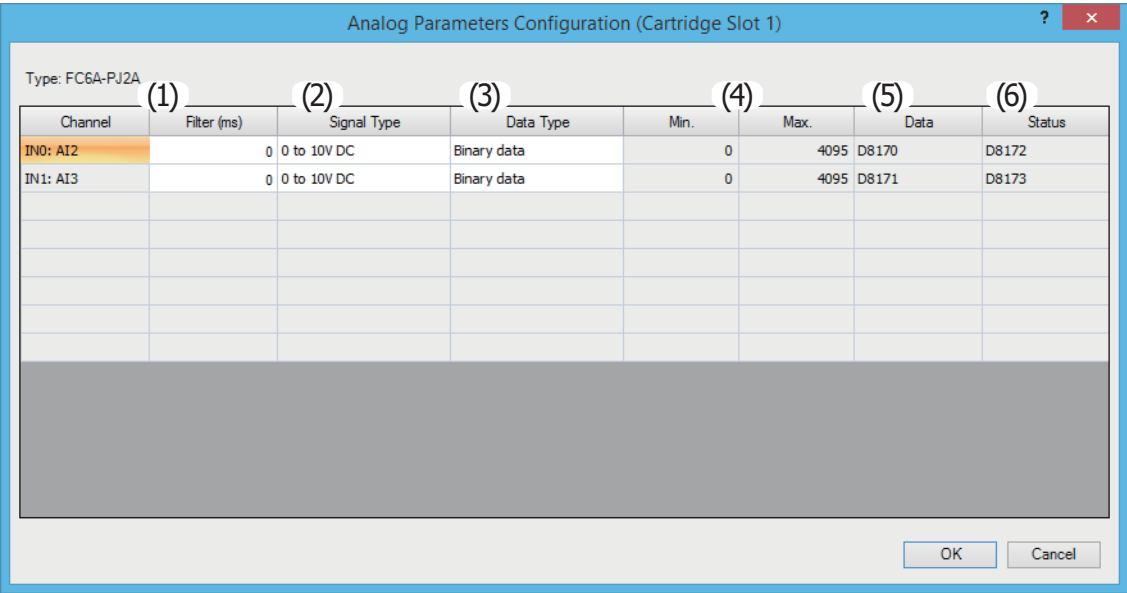 Analog Parameters Configuration (Cartridge Slot 1) ? ×
Type: FC6A-PJ2A
(1) (2) (3) (4) (5) (6)
Channel Filter (ms) Signal Type Data Type Min. Max. Data Status
IN0: AI2 0 0 to 10V DC Binary data 0 4095 D8170 D8172
IN1: AI3 0 0 to 10V DC Binary data 0 4095 D8171 D8173
OK Cancel